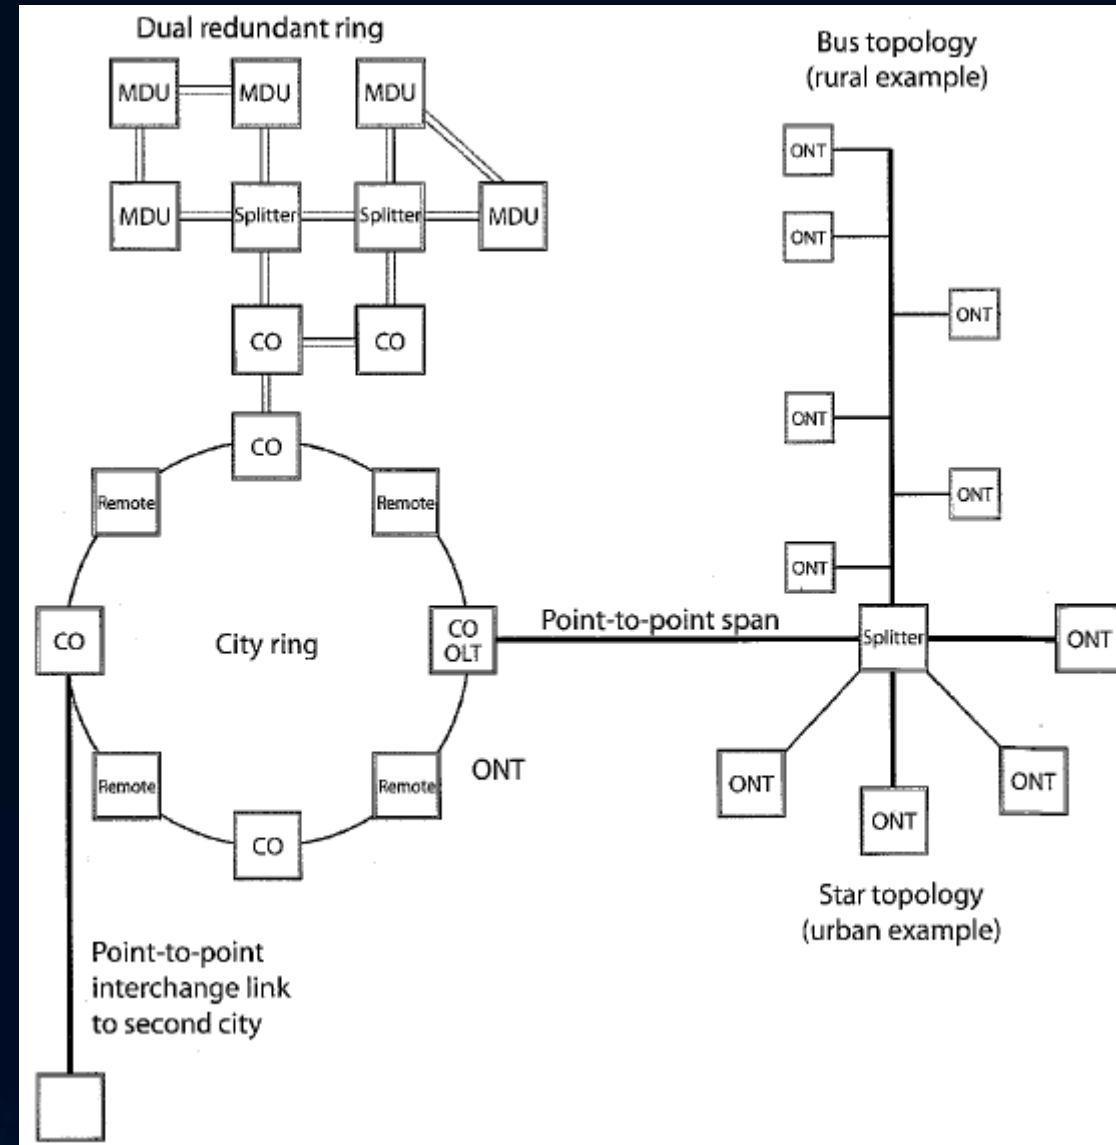 Dual redundant ring
MDU
MDU
MDU
MDU
Splitter
Splitter
MDU
CO
CO
CO
Remote
Remote
CO
City ring
CO
OLT
Remote
Remote
ONT
CO
Point-to-point
interchange link
to second city
Point-to-point span
Bus topology
(rural example)
ONT
ONT
ONT
ONT
ONT
ONT
Splitter
ONT
ONT
ONT
ONT
Star topology
(urban example)